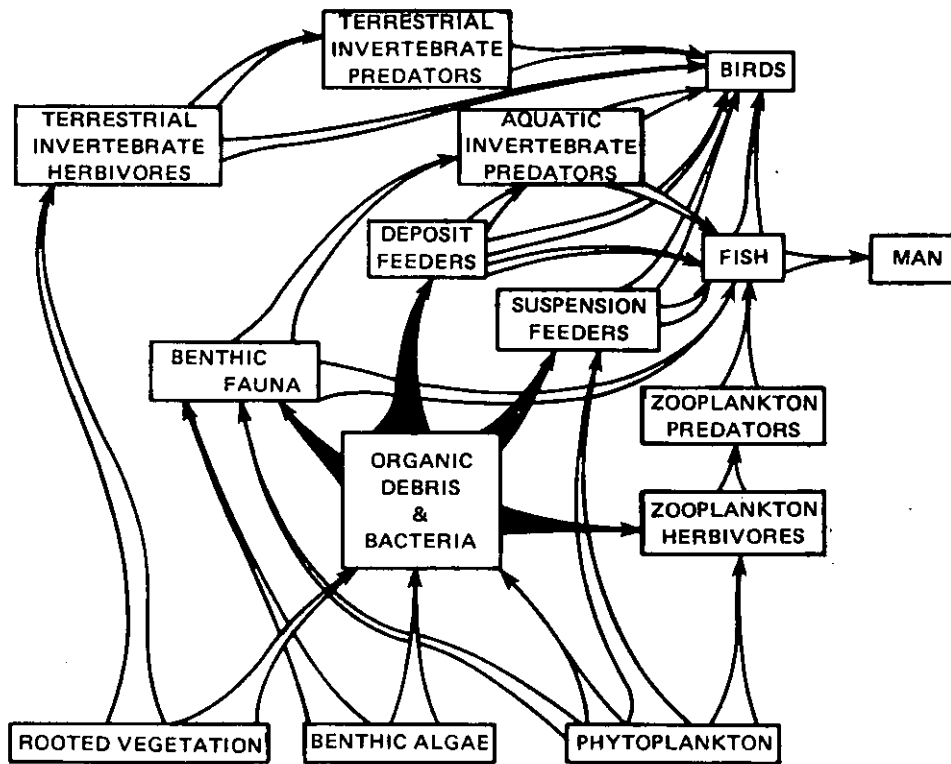 TERRESTRIAL
INVERTEBRATE
PREDATORS
BIRDS
TERRESTRIAL
INVERTEBRATE
HERBIVORES
AQUATIC
INVERTEBRATE
PREDATORS
DEPOSIT
FEEDERS
FISH
MAN
SUSPENSION
FEEDERS
BENTHIC
FAUNA
ZOOPLANKTON
PREDATORS
ORGANIC
DEBRIS
&
BACTERIA
ZOOPLANKTON
HERBIVORES
ROOTED VEGETATION
BENTHIC ALGAE
PHYTOPLANKTON